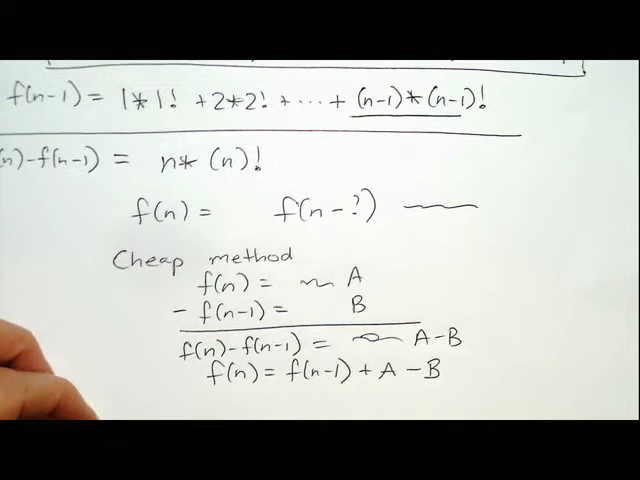 f(n-1) = 1*1! + 2*2! + ... + (n-1)*(n-1)!
n)-f(n-1) = n*(n)!
f(n) = f(n-?)
Cheap method
f(n) = A
- f(n-1) = B
f(n)-f(n-1) = A-B
f(n) = f(n-1) + A - B